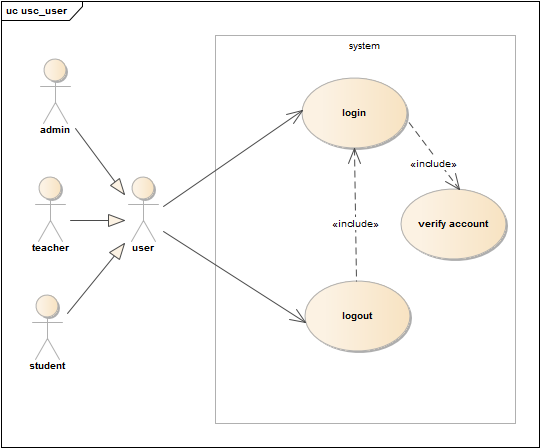 uc usc_user
system
admin
login
«include»
teacher
user
«include»
verify account
logout
student